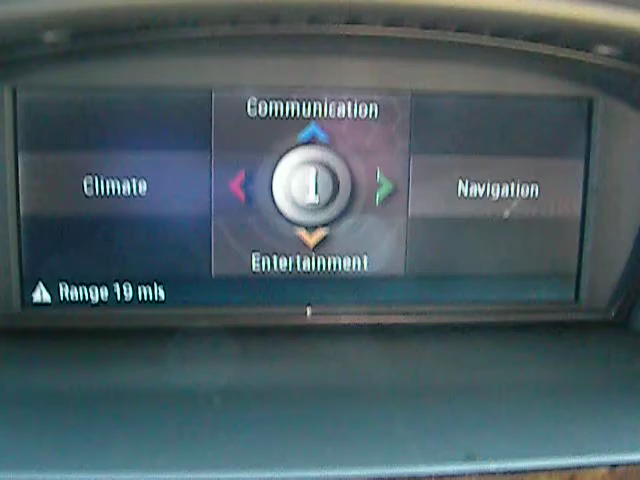 Communication
Climate
Navigation
Entertainment
Range 19 mls